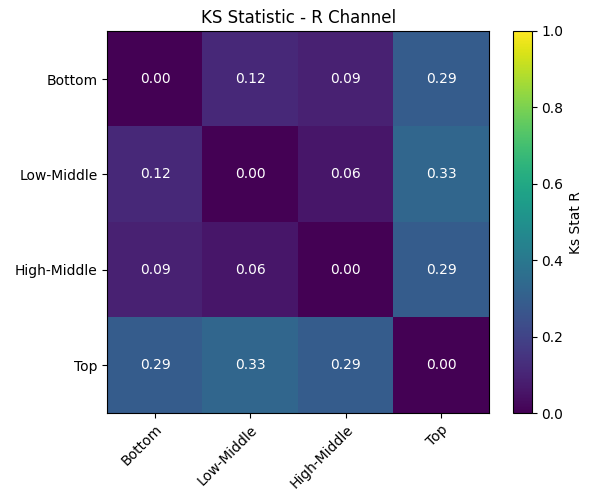 KS Statistic - R Channel
Bottom 0.00 0.12 0.09 0.29
Low-Middle 0.12 0.00 0.06 0.33
High-Middle 0.09 0.06 0.00 0.29
Top 0.29 0.33 0.29 0.00
Bottom Low-Middle High-Middle Top
1.0
0.8
0.6
0.4
0.2
0.0
Ks Stat R